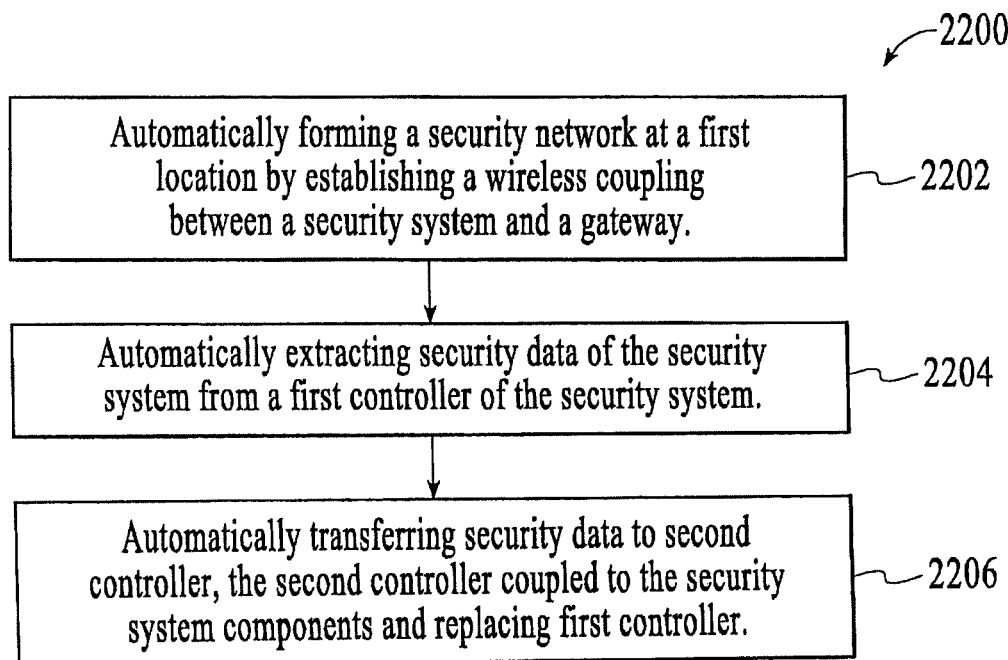 2200
Automatically forming a security network at a first
location by establishing a wireless coupling
between a security system and a gateway.
2202
Automatically extracting security data of the security
system from a first controller of the security system.
2204
Automatically transferring security data to second
controller, the second controller coupled to the security
system components and replacing first controller.
2206